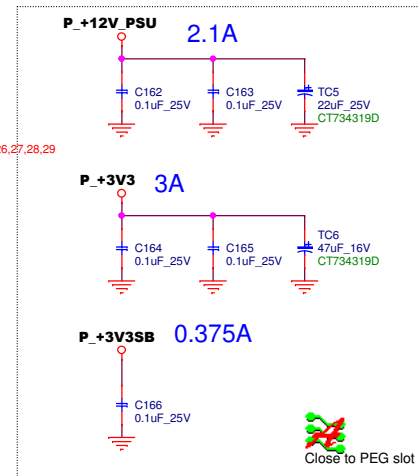 P_+12V_PSU
2.1A
C162
0.1uF_25V
C163
0.1uF_25V
TC5
22uF_25V
CT734319D
26,27,28,29
P_+3V3
3A
C164
0.1uF_25V
C165
0.1uF_25V
TC6
47uF_16V
CT734319D
P_+3V3SB
0.375A
C166
0.1uF_25V
Close to PEG slot